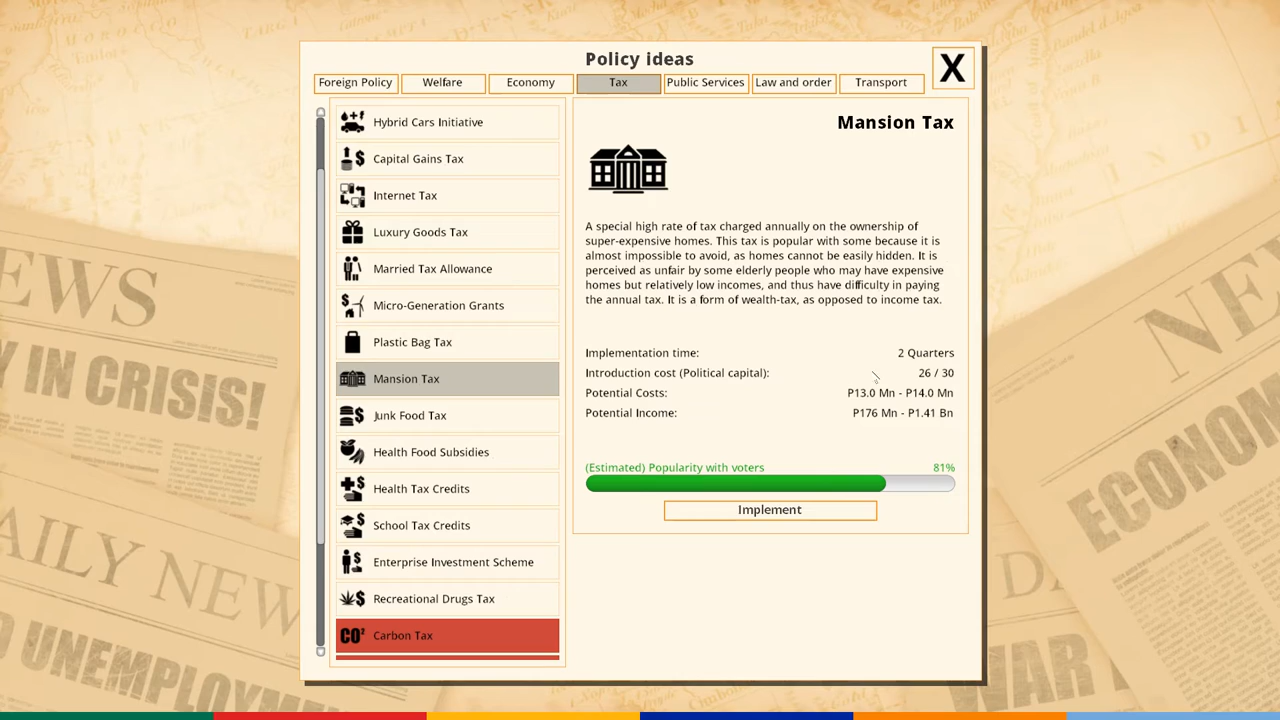 Policy ideas
X
Foreign Policy
Welfare
Economy
Tax
Public Services
Law and order
Transport
Hybrid Cars Initiative
Capital Gains Tax
Internet Tax
Luxury Goods Tax
Married Tax Allowance
Micro-Generation Grants
Plastic Bag Tax
Mansion Tax
Junk Food Tax
Health Food Subsidies
Health Tax Credits
School Tax Credits
Enterprise Investment Scheme
Recreational Drugs Tax
CO² Carbon Tax
Mansion Tax
A special high rate of tax charged annually on the ownership of
super-expensive homes. This tax is popular with some because it is
almost impossible to avoid, as homes cannot be easily hidden. It is
perceived as unfair by some elderly people who may have expensive
homes but relatively low incomes, and thus have difficulty in paying
the annual tax. It is a form of wealth-tax, as opposed to income tax.
Implementation time: 2 Quarters
Introduction cost (Political capital): 26 / 30
Potential Costs: P13.0 Mn - P14.0 Mn
Potential Income: P176 Mn - P1.41 Bn
(Estimated) Popularity with voters 81%
Implement
EWS
Y IN CRISIS!
AILY NEW
UNEMPLOYM
NE
ECONOM
WAR